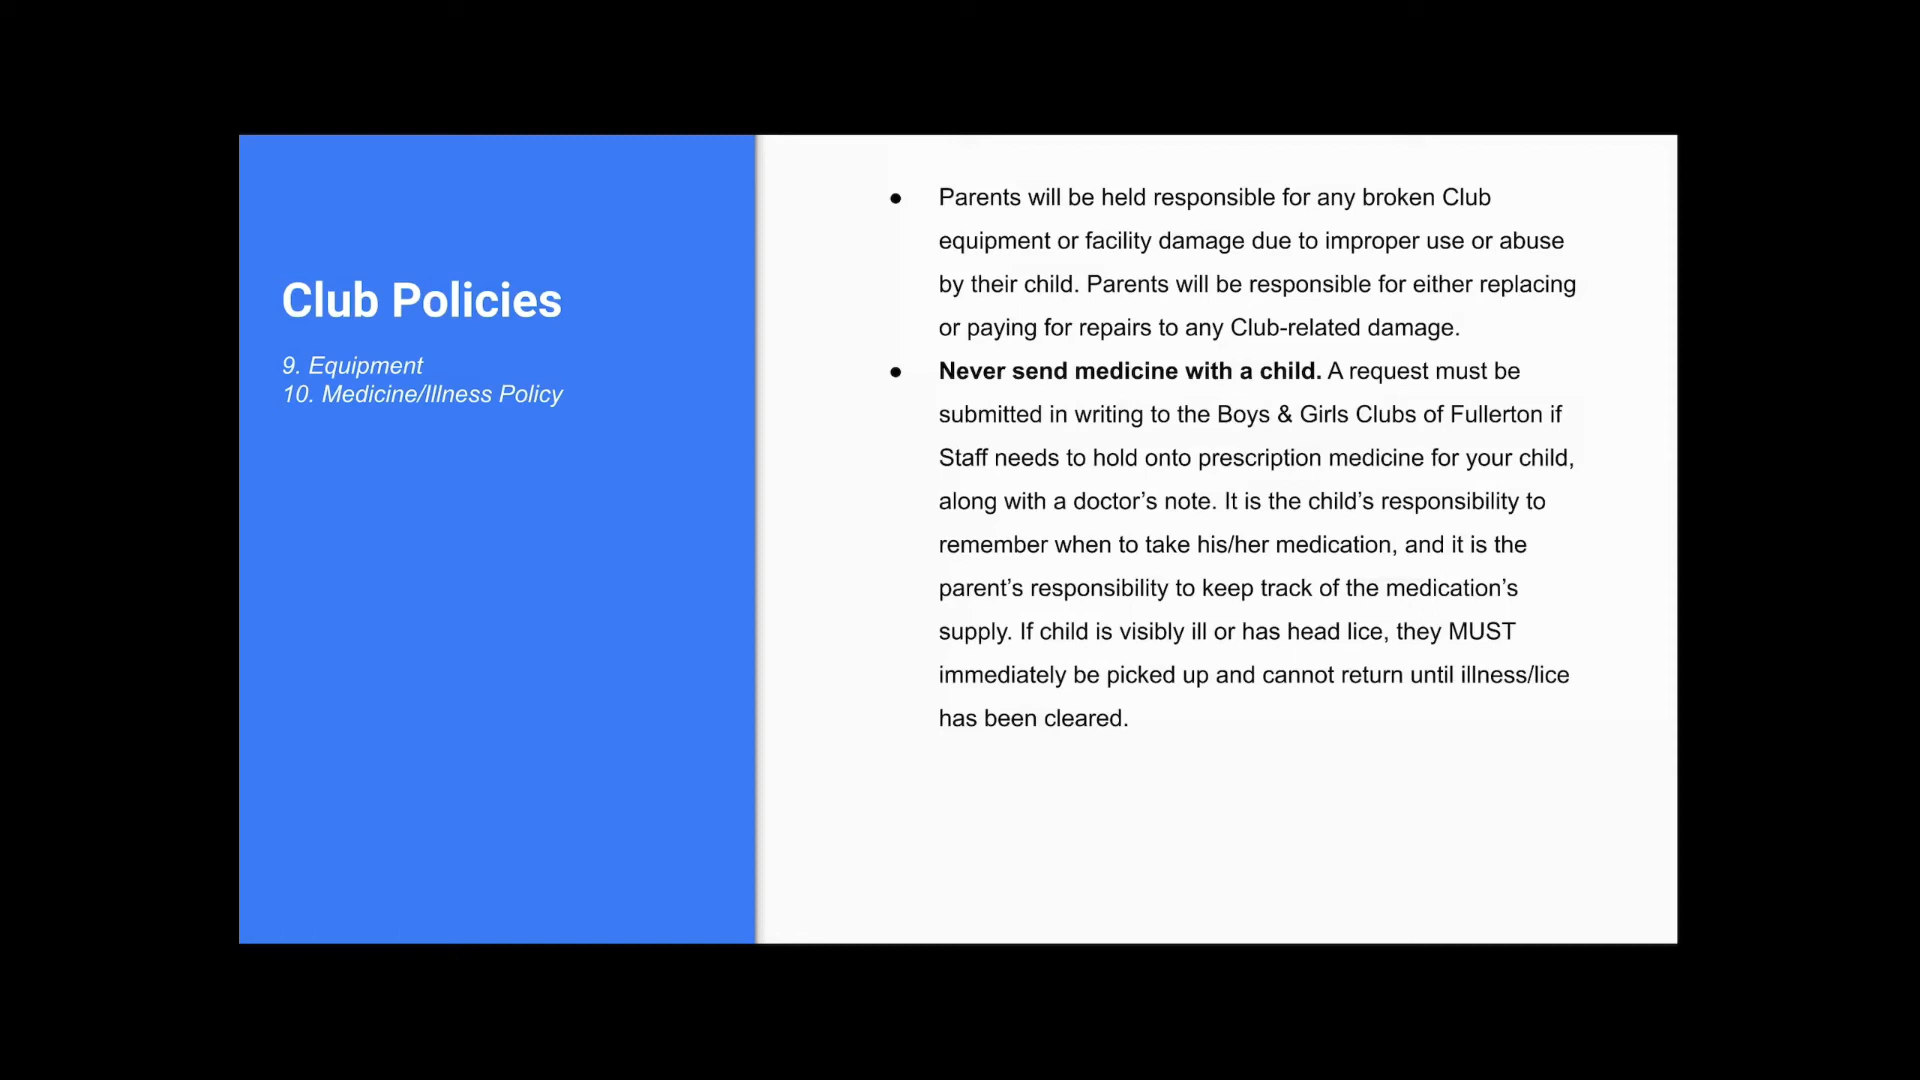 Club Policies
9. Equipment
10. Medicine/Illness Policy
● Parents will be held responsible for any broken Club
equipment or facility damage due to improper use or abuse
by their child. Parents will be responsible for either replacing
or paying for repairs to any Club-related damage.
● Never send medicine with a child. A request must be
submitted in writing to the Boys & Girls Clubs of Fullerton if
Staff needs to hold onto prescription medicine for your child,
along with a doctor’s note. It is the child’s responsibility to
remember when to take his/her medication, and it is the
parent’s responsibility to keep track of the medication’s
supply. If child is visibly ill or has head lice, they MUST
immediately be picked up and cannot return until illness/lice
has been cleared.